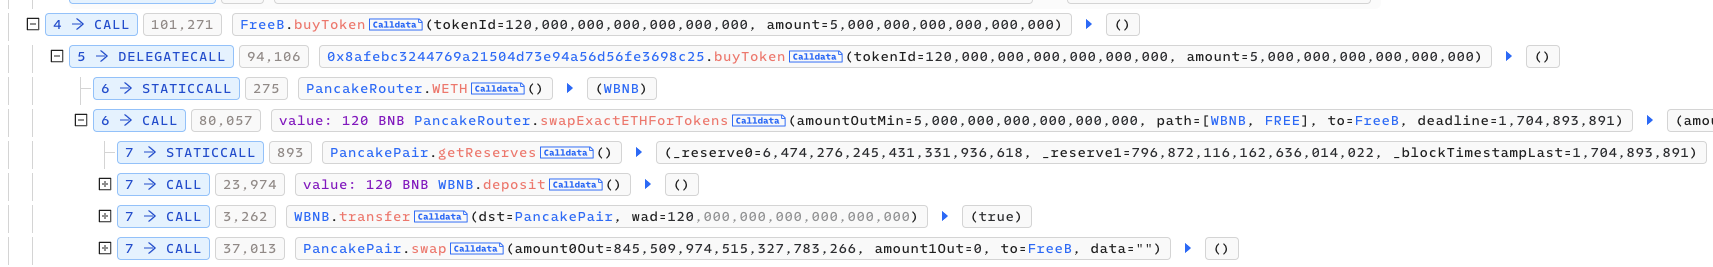 4 → CALL 101,271 FreeB.buyToken Calldata (tokenId=120,000,000,000,000,000,000, amount=5,000,000,000,000,000,000) ()
5 → DELEGATECALL 94,106 0x8afebc3244769a21504d73e94a56d56fe3698c25.buyToken Calldata (tokenId=120,000,000,000,000,000,000, amount=5,000,000,000,000,000,000) ()
6 → STATICCALL 275 PancakeRouter.WETH Calldata () (WBNB)
6 → CALL 80,057 value: 120 BNB PancakeRouter.swapExactETHForTokens Calldata (amountOutMin=5,000,000,000,000,000,000, path=[WBNB, FREE], to=FreeB, deadline=1,704,893,891) (amou
7 → STATICCALL 893 PancakePair.getReserves Calldata () (_reserve0=6,474,276,245,431,331,936,618, _reserve1=796,872,116,162,636,014,022, _blockTimestampLast=1,704,893,891)
7 → CALL 23,974 value: 120 BNB WBNB.deposit Calldata () ()
7 → CALL 3,262 WBNB.transfer Calldata (dst=PancakePair, wad=120,000,000,000,000,000,000) (true)
7 → CALL 37,013 PancakePair.swap Calldata (amount0Out=845,509,974,515,327,783,266, amount1Out=0, to=FreeB, data="") ()